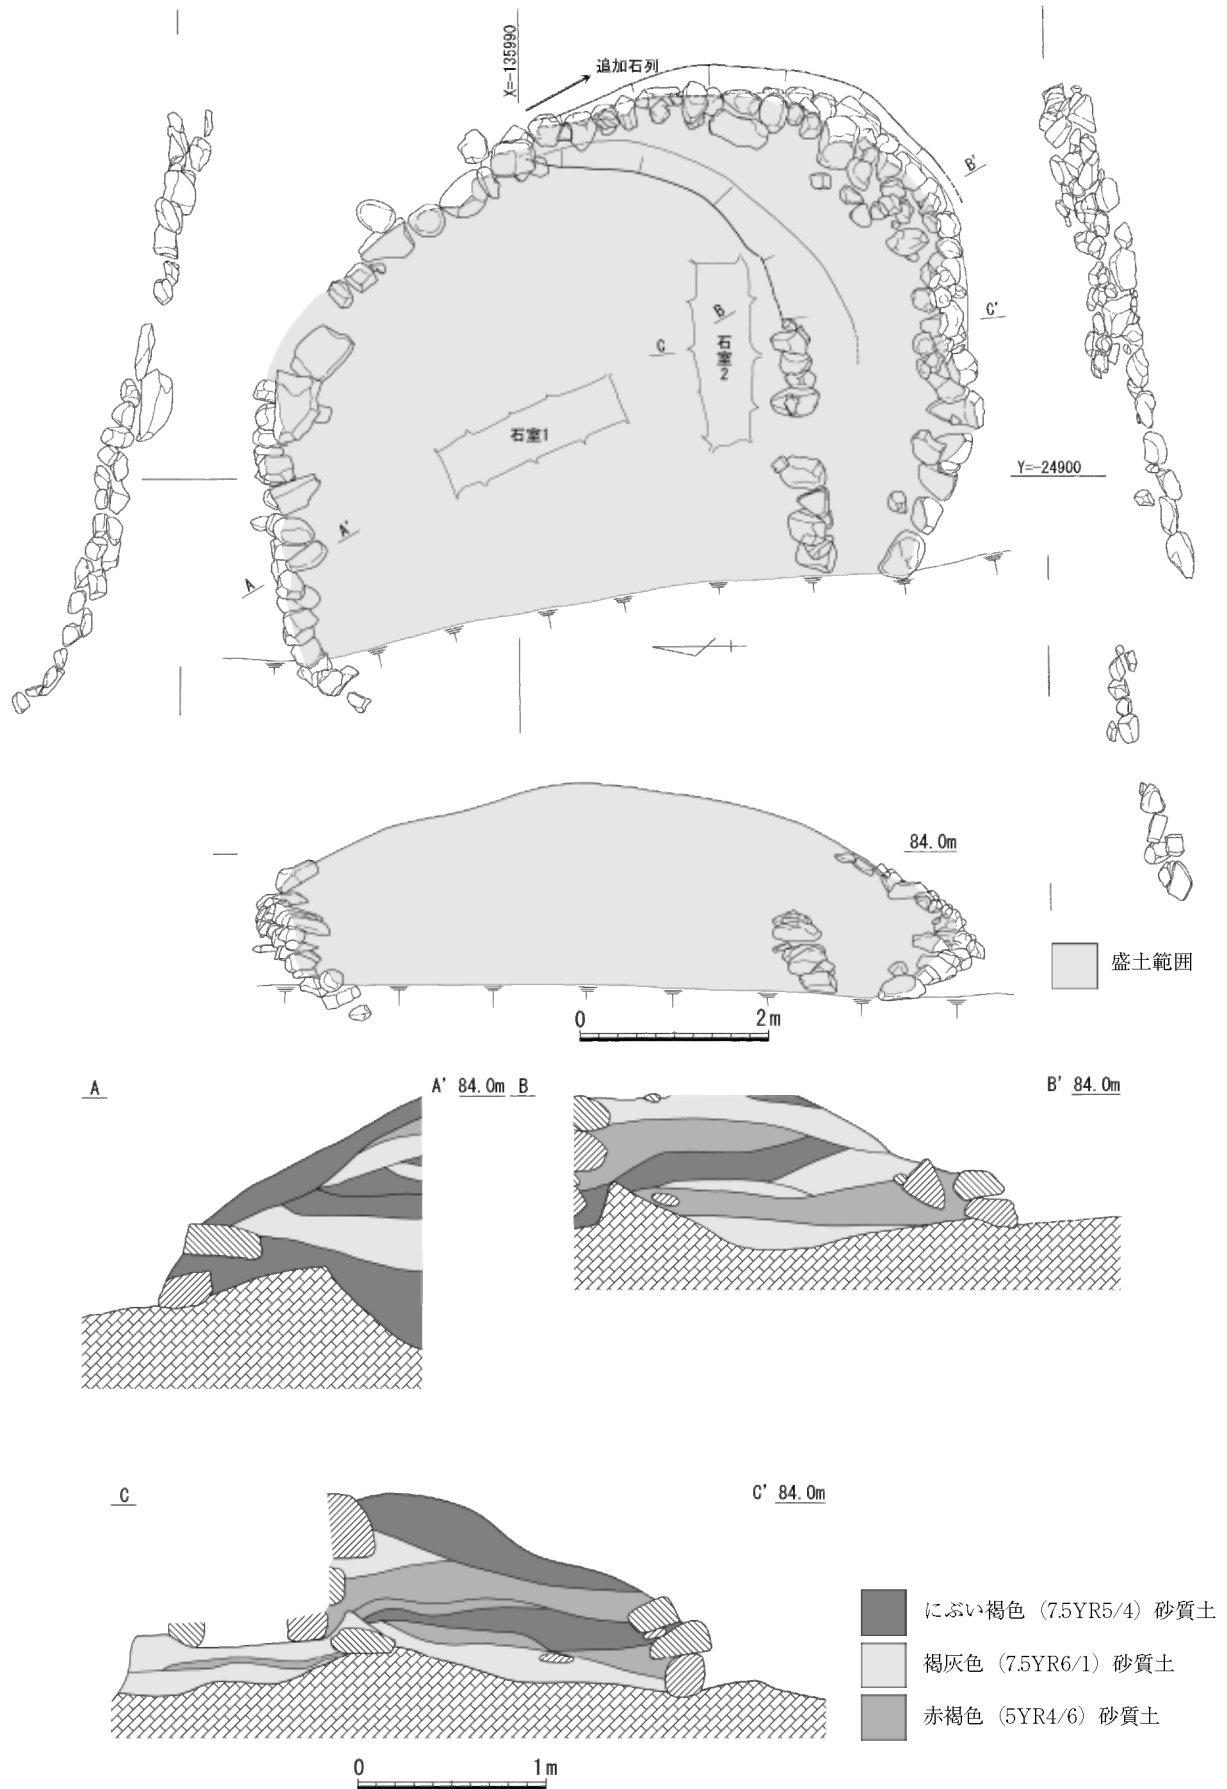 X=-135990
追加石列
B'
C'
B
C
石室2
石室1
Y=-24900
A'
A
84.0m
盛土範囲
0 2m
A
A' 84.0m
B
B' 84.0m
C
C' 84.0m
にぶい褐色（7.5YR5/4）砂質土
褐灰色（7.5YR6/1）砂質土
赤褐色（5YR4/6）砂質土
0 1m